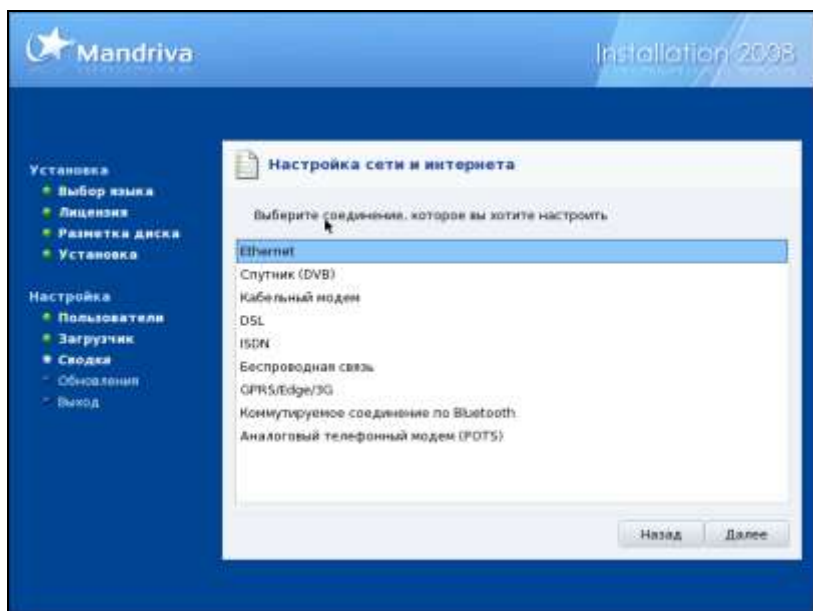 Mandriva
Installation 2008
Установка
Выбор языка
Лицензия
Разметка диска
Установка
Настройка
Пользователи
Загрузчик
Сводка
Обновления
Выход
Настройка сети и интернета
Выберите соединение, которое вы хотите настроить
Ethernet
Спутник (DVB)
Кабельный модем
DSL
ISDN
Беспроводная связь
GPRS/Edge/3G
Коммутируемое соединение по Bluetooth
Аналоговый телефонный модем (POTS)
Назад
Далее